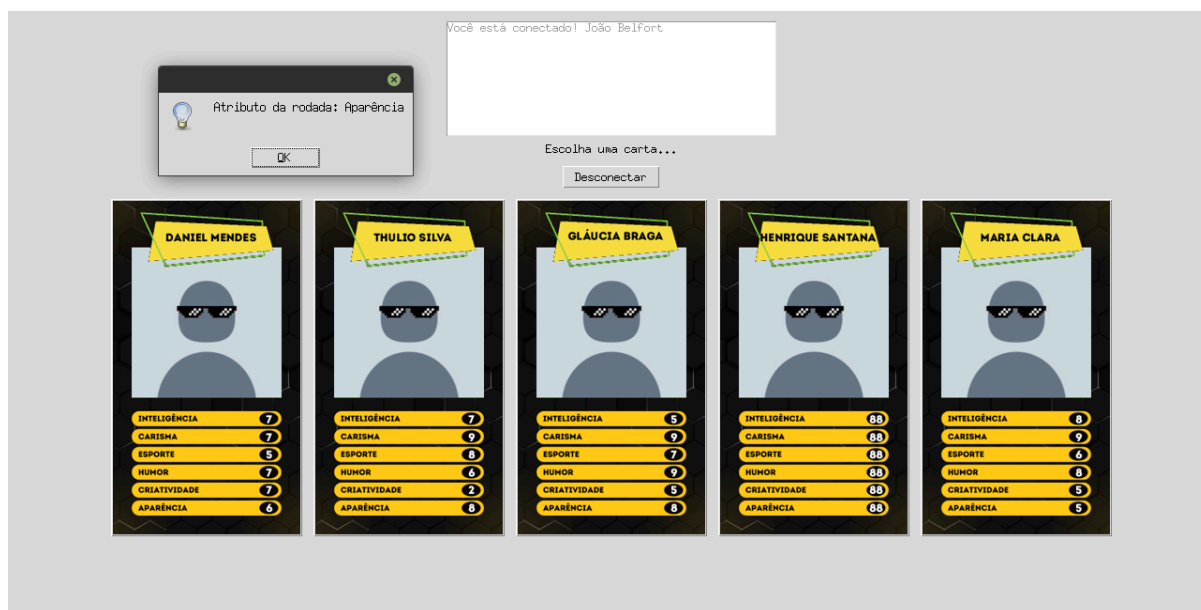 Você está conectado! João Belfort
Atributo da rodada: Aparência
OK
Escolha uma carta...
Desconectar
DANIEL MENDES
INTELIGÊNCIA 7
CARISMA 7
ESPORTE 5
HUMOR 7
CRIATIVIDADE 7
APARÊNCIA 6
THULIO SILVA
INTELIGÊNCIA 7
CARISMA 9
ESPORTE 8
HUMOR 6
CRIATIVIDADE 2
APARÊNCIA 8
GLÁUCIA BRAGA
INTELIGÊNCIA 5
CARISMA 9
ESPORTE 7
HUMOR 9
CRIATIVIDADE 5
APARÊNCIA 8
HENRIQUE SANTANA
INTELIGÊNCIA 88
CARISMA 88
ESPORTE 88
HUMOR 88
CRIATIVIDADE 88
APARÊNCIA 88
MARIA CLARA
INTELIGÊNCIA 8
CARISMA 9
ESPORTE 6
HUMOR 8
CRIATIVIDADE 5
APARÊNCIA 5